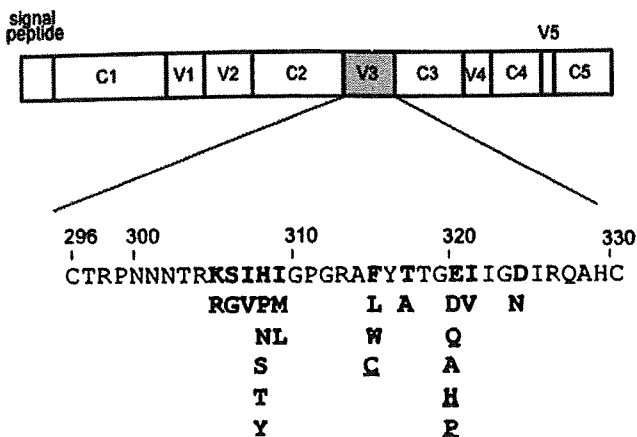 signal
peptide
V5
C1 V1 V2 C2 V3 C3 V4 C4 C5
296 300 310 320 330
CTRPNNNTRKSIHIGPGRAFYTTGEIIGDIRQAHC
RGVPM L A DV N
NL W Q
S C A
T H
Y P